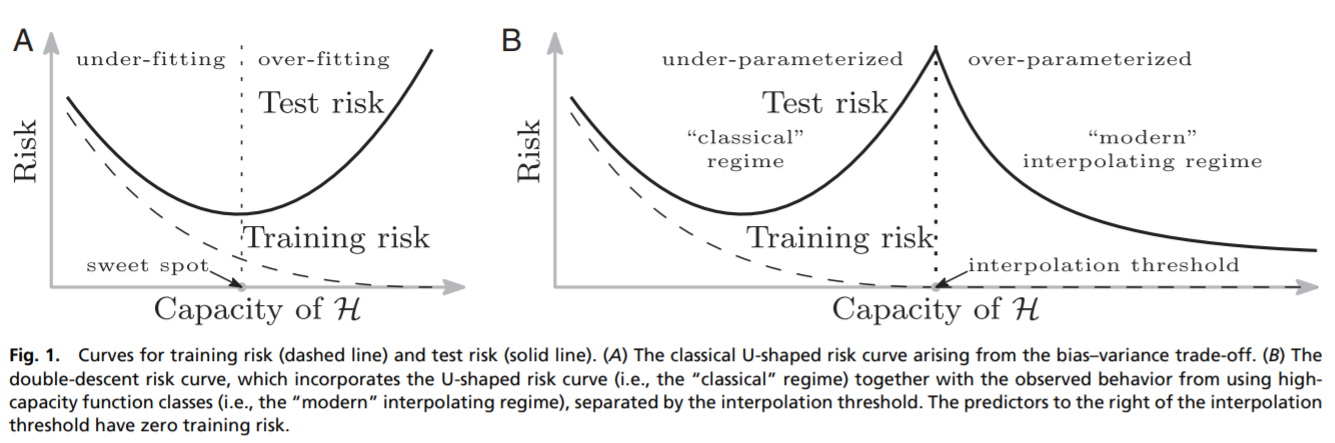 A
under-fitting
over-fitting
Test risk
Risk
Training risk
sweet spot
Capacity of ℋ
B
under-parameterized
over-parameterized
Test risk
“classical”
regime
“modern”
interpolating regime
Risk
Training risk
interpolation threshold
Capacity of ℋ
Fig. 1. Curves for training risk (dashed line) and test risk (solid line). (A) The classical U-shaped risk curve arising from the bias–variance trade-off. (B) The
double-descent risk curve, which incorporates the U-shaped risk curve (i.e., the “classical” regime) together with the observed behavior from using high-
capacity function classes (i.e., the “modern” interpolating regime), separated by the interpolation threshold. The predictors to the right of the interpolation
threshold have zero training risk.